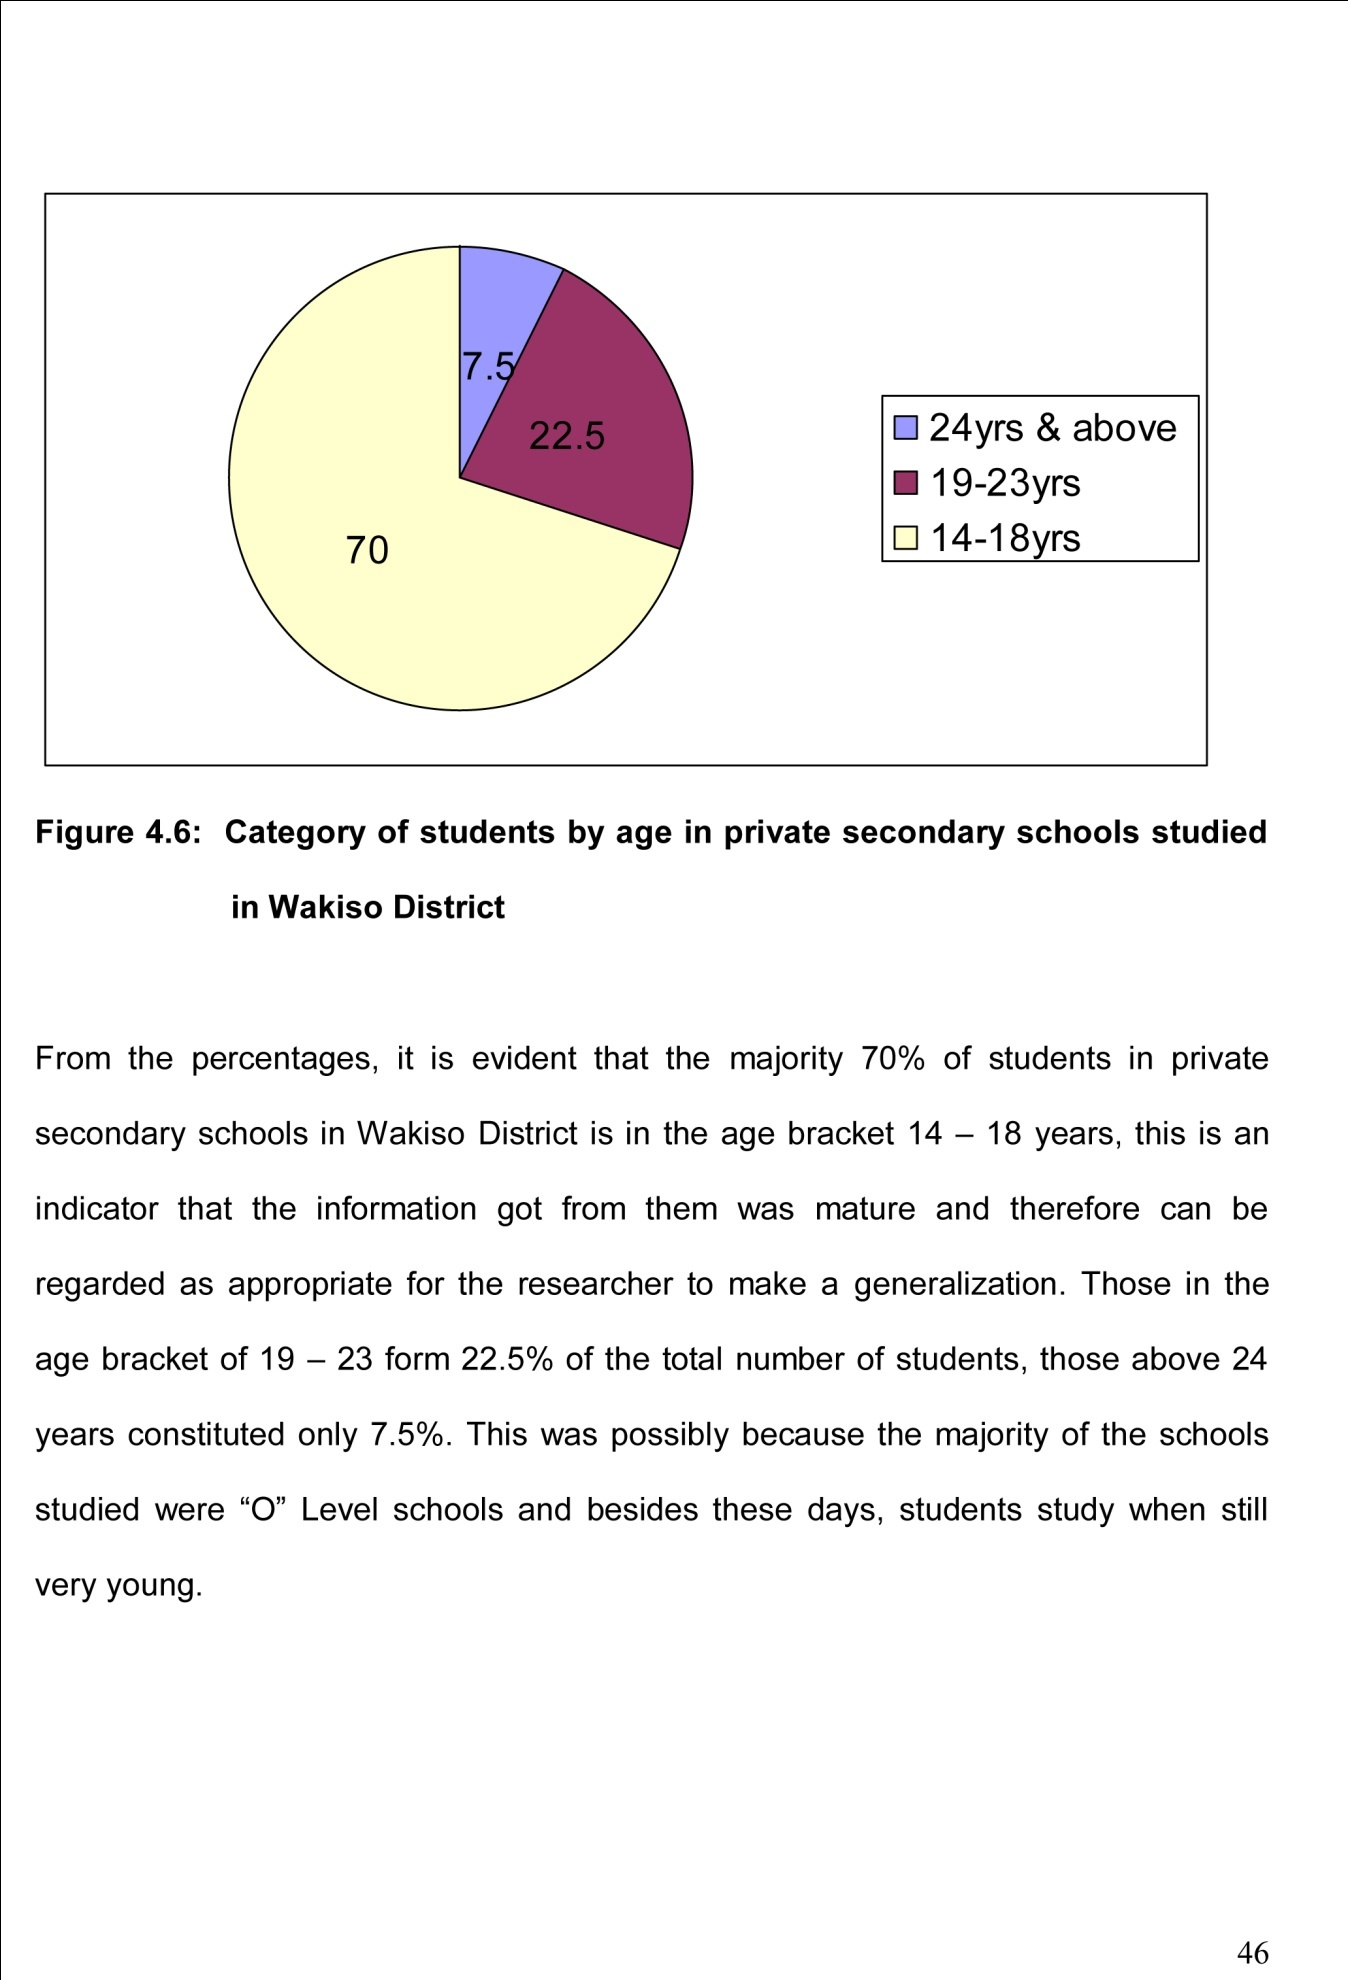 7.5
22.5
70
24yrs & above
19-23yrs
14-18yrs
Figure 4.6: Category of students by age in private secondary schools studied
in Wakiso District
From the percentages, it is evident that the majority 70% of students in private
secondary schools in Wakiso District is in the age bracket 14 – 18 years, this is an
indicator that the information got from them was mature and therefore can be
regarded as appropriate for the researcher to make a generalization. Those in the
age bracket of 19 – 23 form 22.5% of the total number of students, those above 24
years constituted only 7.5%. This was possibly because the majority of the schools
studied were “O” Level schools and besides these days, students study when still
very young.
46